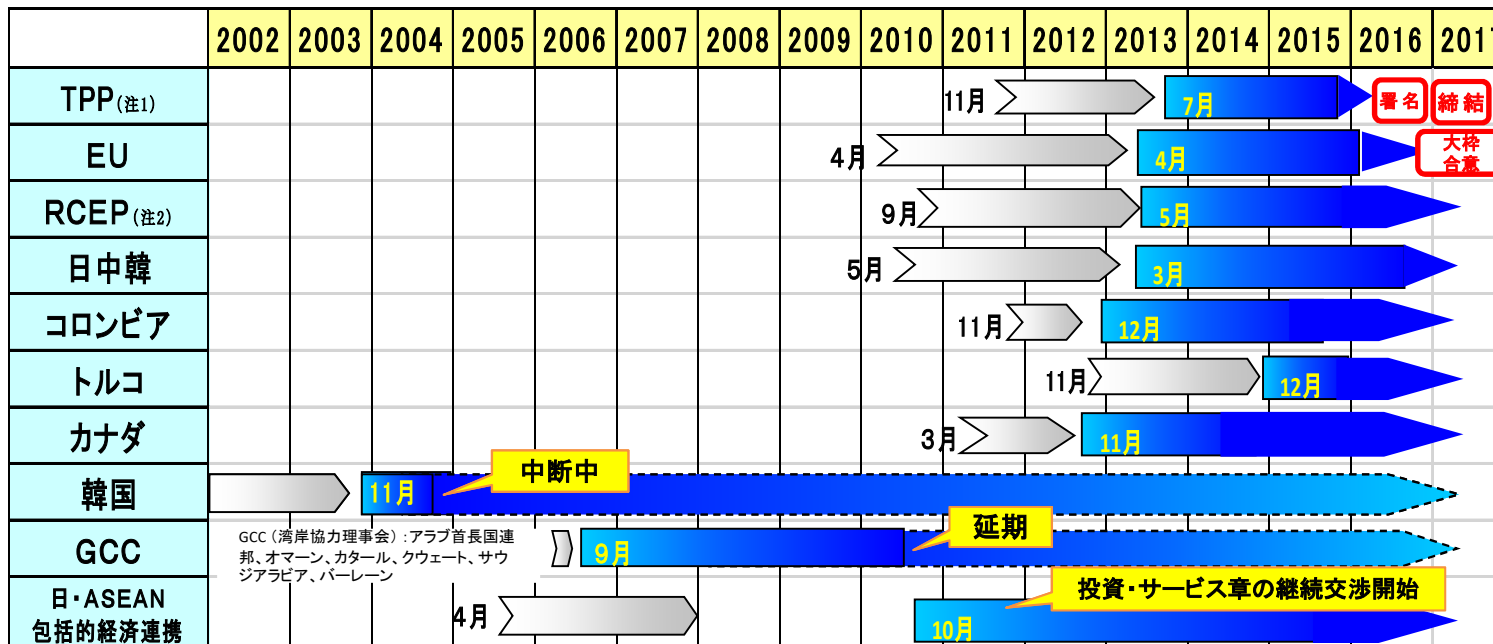 2002 2003 2004 2005 2006 2007 2008 2009 2010 2011 2012 2013 2014 2015 2016 2017
TPP(注1) 11月 7月 署名 締結
EU 4月 4月 大枠
合意
RCEP(注2) 9月 5月
日中韓 5月 3月
コロンビア 11月 12月
トルコ 11月 12月
カナダ 3月 11月
韓国 11月 中断中
GCC 9月 延期
GCC（湾岸協力理事会）：アラブ首長国連
邦、オマーン、カタール、クウェート、サウ
ジアラビア、バーレーン
日・ASEAN
包括的経済連携 4月 10月 投資・サービス章の継続交渉開始